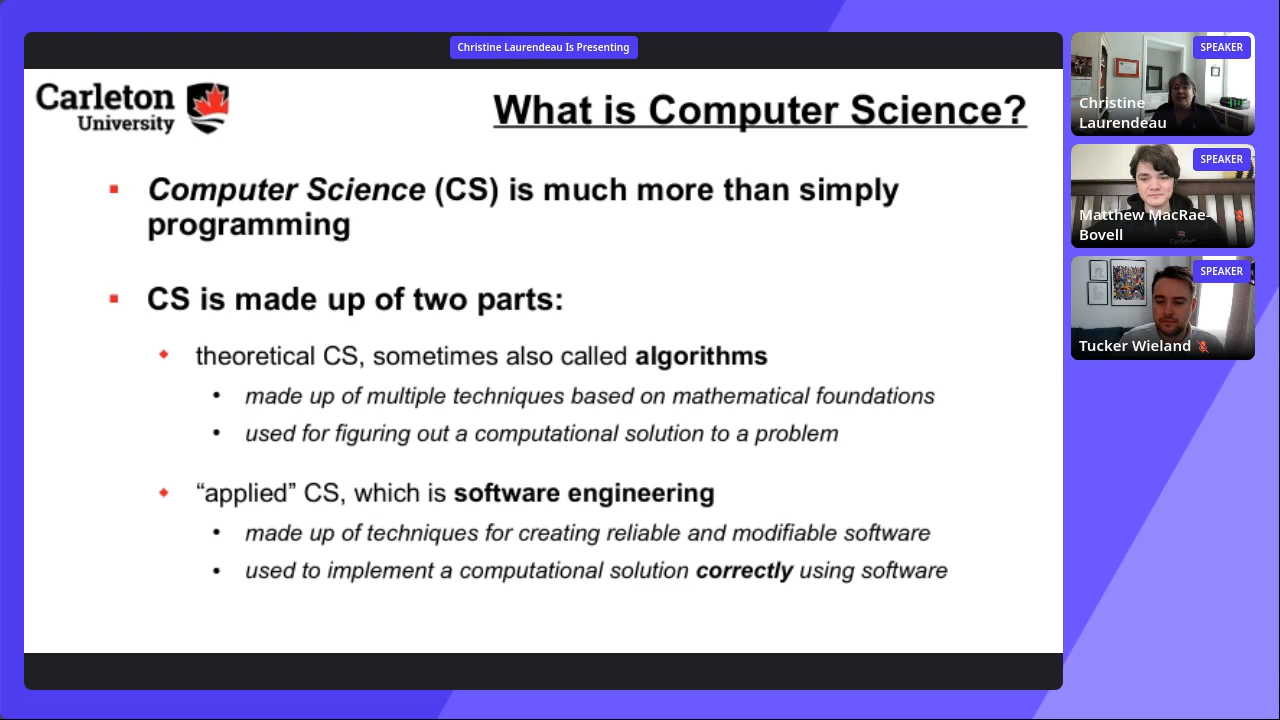 Christine Laurendeau Is Presenting
Carleton
University
What is Computer Science?
Computer Science (CS) is much more than simply
programming
CS is made up of two parts:
theoretical CS, sometimes also called algorithms
made up of multiple techniques based on mathematical foundations
used for figuring out a computational solution to a problem
“applied” CS, which is software engineering
made up of techniques for creating reliable and modifiable software
used to implement a computational solution correctly using software
SPEAKER
Christine
Laurendeau
SPEAKER
Matthew MacRae-
Bovell
Carleton
SPEAKER
Tucker Wieland